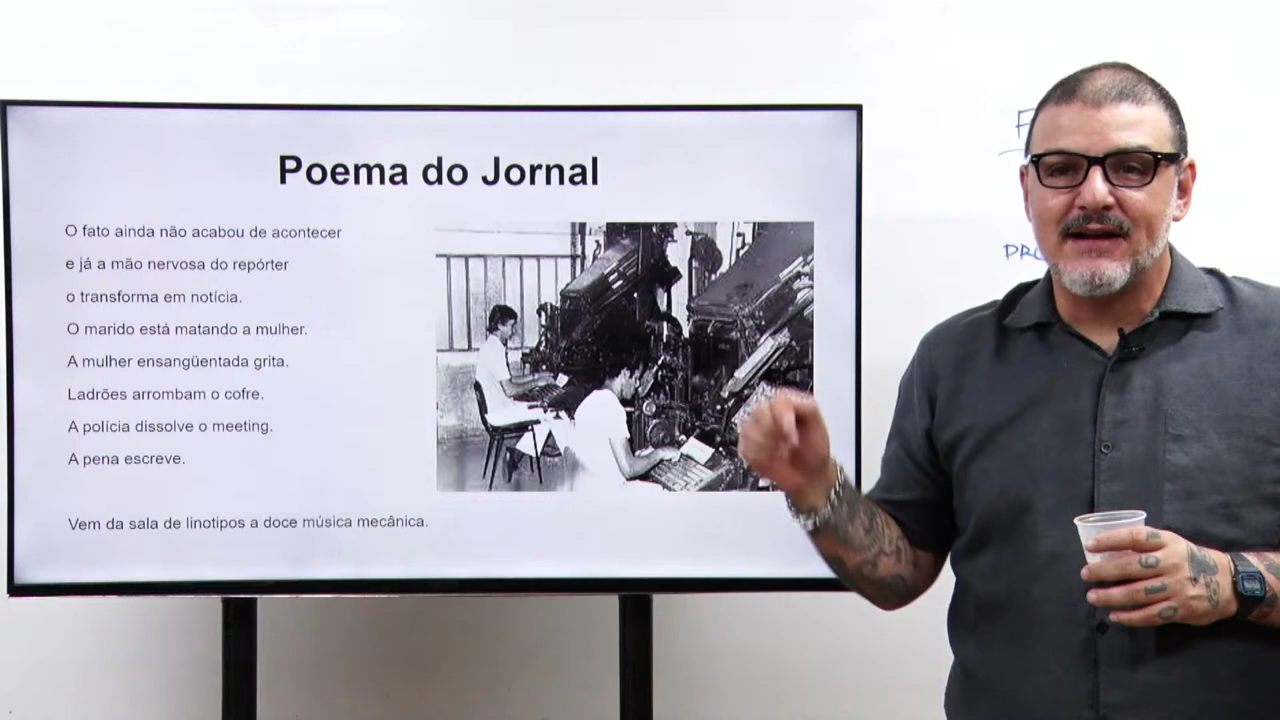 Poema do Jornal
O fato ainda não acabou de acontecer
e já a mão nervosa do repórter
o transforma em notícia.
O marido está matando a mulher.
A mulher ensangüentada grita.
Ladrões arrombam o cofre.
A polícia dissolve o meeting.
A pena escreve.
Vem da sala de linotipos a doce música mecânica.